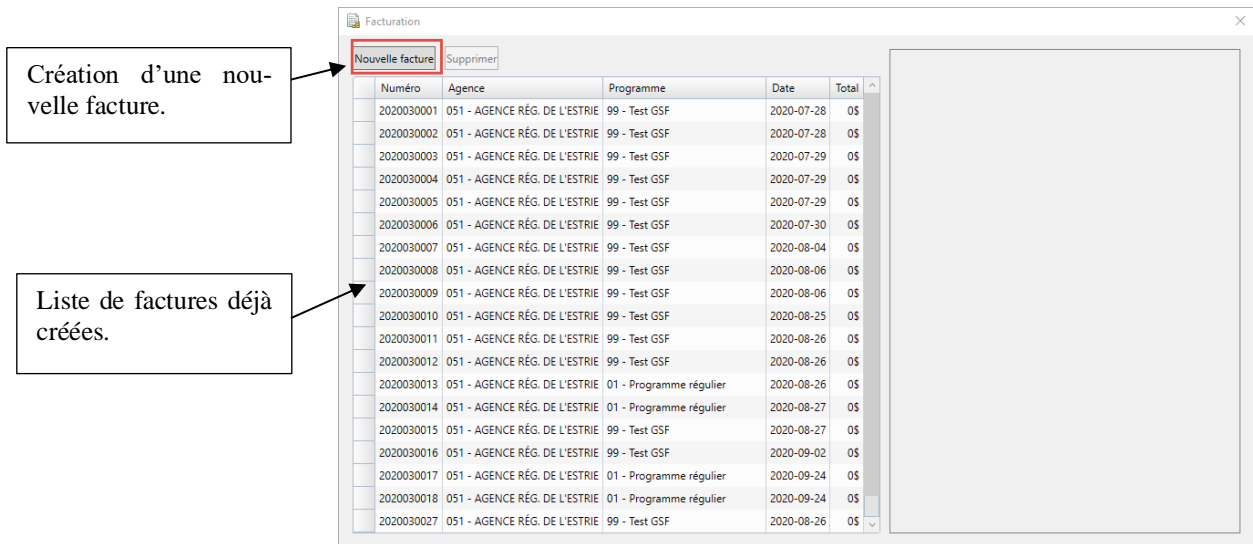 Facturation
Création d'une nou-
velle facture.
Nouvelle facture Supprimer
Numéro Agence Programme Date Total
2020030001 051 - AGENCE RÉG. DE L'ESTRIE 99 - Test GSF 2020-07-28 0$
2020030002 051 - AGENCE RÉG. DE L'ESTRIE 99 - Test GSF 2020-07-28 0$
2020030003 051 - AGENCE RÉG. DE L'ESTRIE 99 - Test GSF 2020-07-29 0$
2020030004 051 - AGENCE RÉG. DE L'ESTRIE 99 - Test GSF 2020-07-29 0$
2020030005 051 - AGENCE RÉG. DE L'ESTRIE 99 - Test GSF 2020-07-29 0$
2020030006 051 - AGENCE RÉG. DE L'ESTRIE 99 - Test GSF 2020-07-30 0$
2020030007 051 - AGENCE RÉG. DE L'ESTRIE 99 - Test GSF 2020-08-04 0$
2020030008 051 - AGENCE RÉG. DE L'ESTRIE 99 - Test GSF 2020-08-06 0$
Liste de factures déjà
créées.
2020030009 051 - AGENCE RÉG. DE L'ESTRIE 99 - Test GSF 2020-08-06 0$
2020030010 051 - AGENCE RÉG. DE L'ESTRIE 99 - Test GSF 2020-08-25 0$
2020030011 051 - AGENCE RÉG. DE L'ESTRIE 99 - Test GSF 2020-08-26 0$
2020030012 051 - AGENCE RÉG. DE L'ESTRIE 99 - Test GSF 2020-08-26 0$
2020030013 051 - AGENCE RÉG. DE L'ESTRIE 01 - Programme régulier 2020-08-26 0$
2020030014 051 - AGENCE RÉG. DE L'ESTRIE 01 - Programme régulier 2020-08-27 0$
2020030015 051 - AGENCE RÉG. DE L'ESTRIE 99 - Test GSF 2020-08-27 0$
2020030016 051 - AGENCE RÉG. DE L'ESTRIE 99 - Test GSF 2020-09-02 0$
2020030017 051 - AGENCE RÉG. DE L'ESTRIE 01 - Programme régulier 2020-09-24 0$
2020030018 051 - AGENCE RÉG. DE L'ESTRIE 01 - Programme régulier 2020-09-24 0$
2020030027 051 - AGENCE RÉG. DE L'ESTRIE 99 - Test GSF 2020-08-26 0$